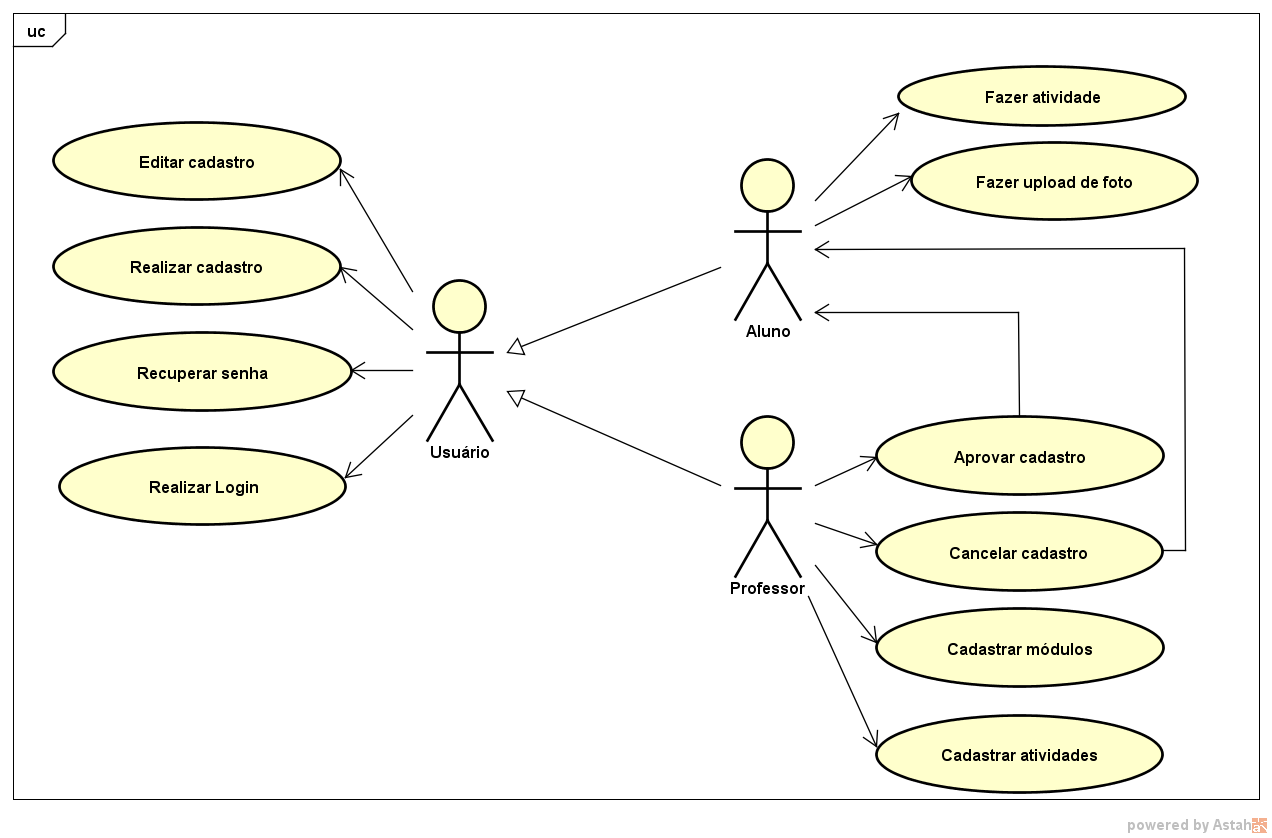 uc
Editar cadastro
Realizar cadastro
Recuperar senha
Realizar Login
Usuário
Fazer atividade
Fazer upload de foto
Aluno
Aprovar cadastro
Cancelar cadastro
Professor
Cadastrar módulos
Cadastrar atividades
powered by Astah